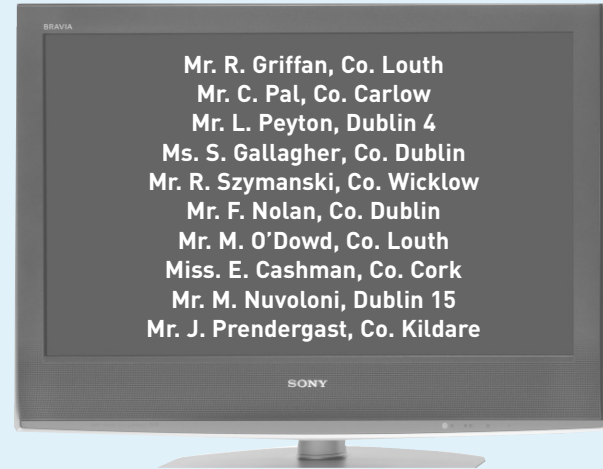 BRAVIA
Mr. R. Griffan, Co. Louth
Mr. C. Pal, Co. Carlow
Mr. L. Peyton, Dublin 4
Ms. S. Gallagher, Co. Dublin
Mr. R. Szymanski, Co. Wicklow
Mr. F. Nolan, Co. Dublin
Mr. M. O’Dowd, Co. Louth
Miss. E. Cashman, Co. Cork
Mr. M. Nuvoloni, Dublin 15
Mr. J. Prendergast, Co. Kildare
SONY